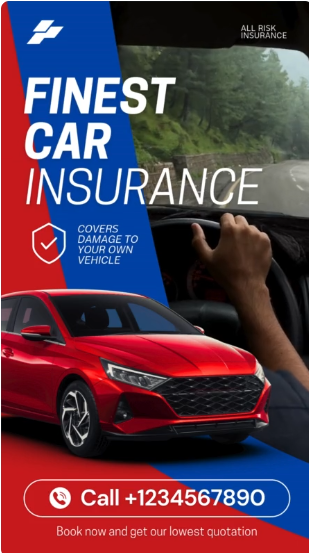 ALL RISK
INSURANCE
FINEST
CAR
INSURANCE
COVERS
DAMAGE TO
YOUR OWN
VEHICLE
Call +1234567890
Book now and get our lowest quotation